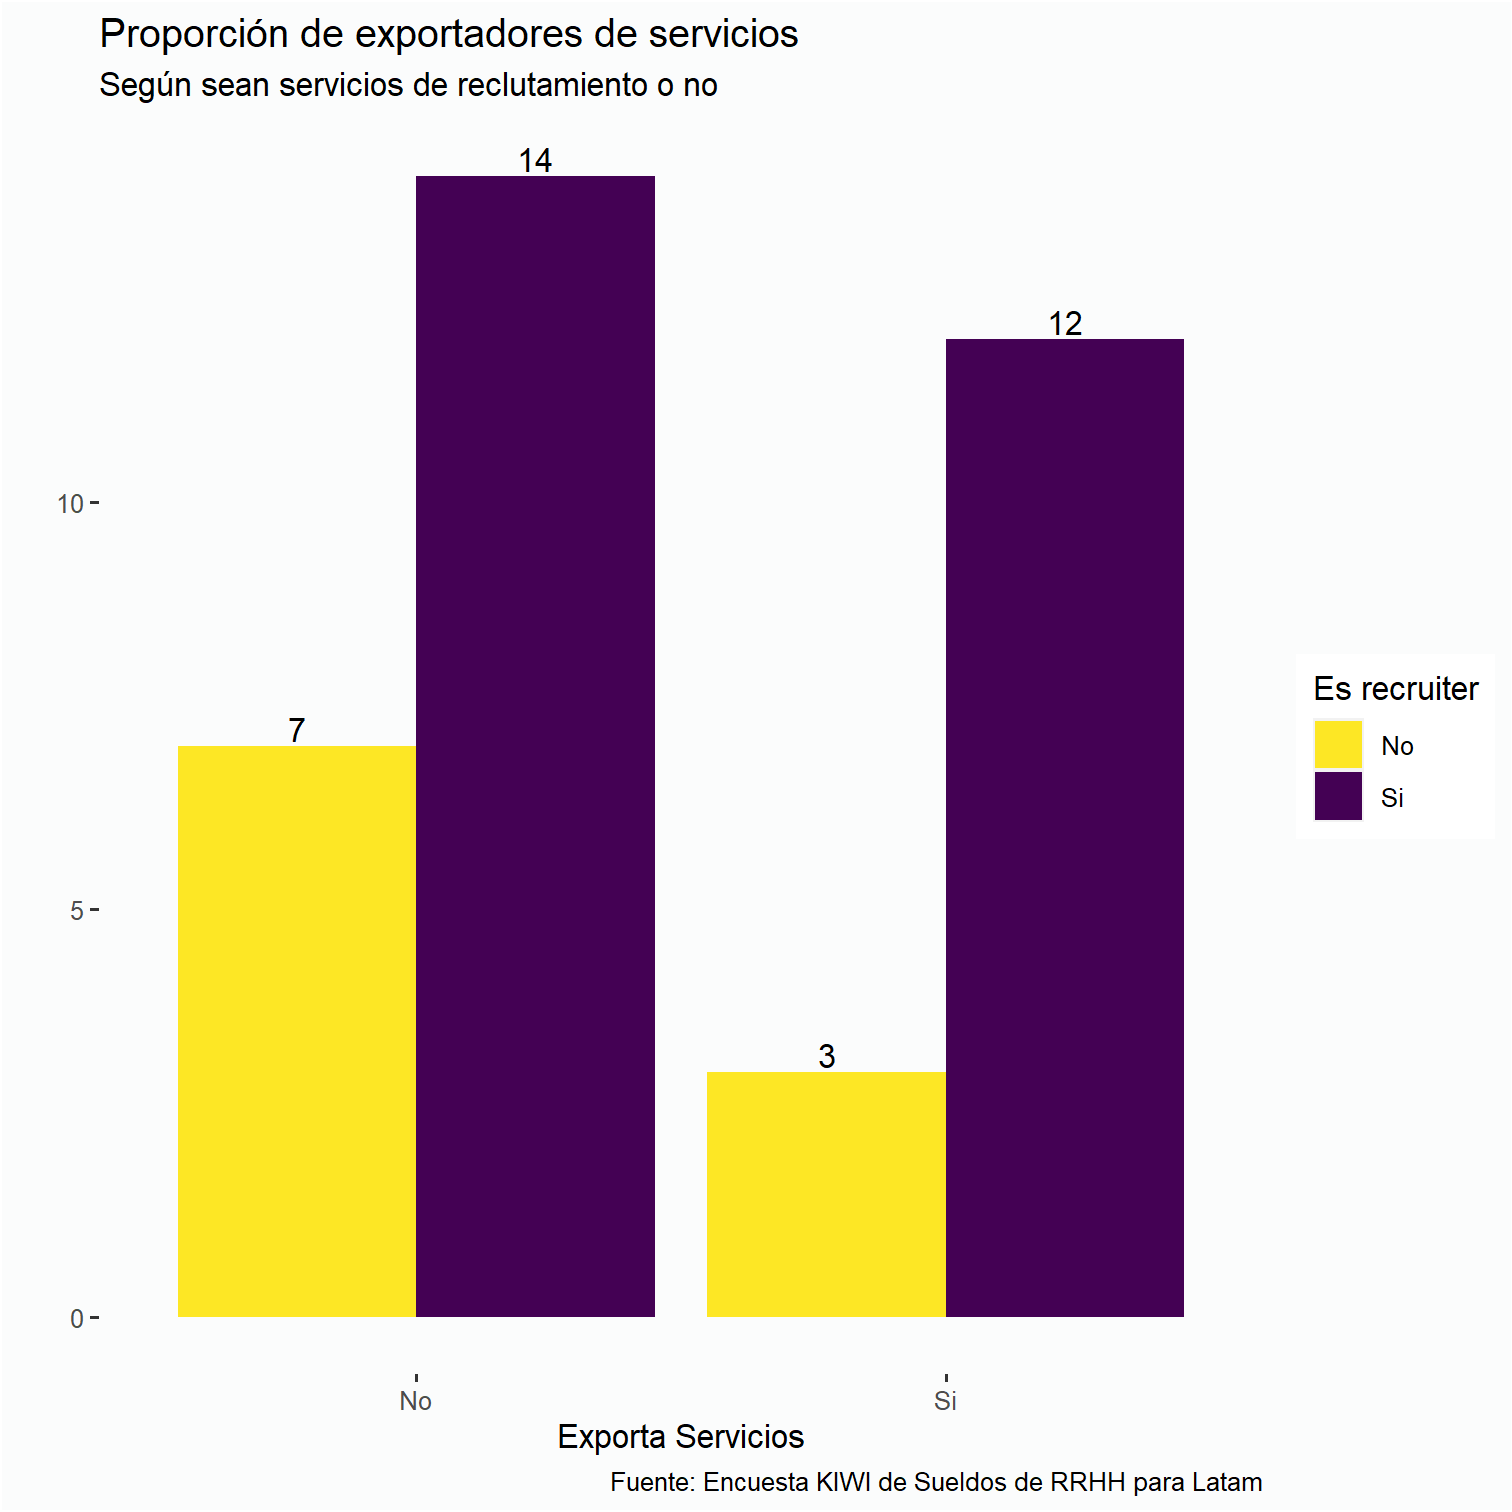 Proporción de exportadores de servicios
Según sean servicios de reclutamiento o no
14
12
10
7
5
3
0
No
Si
Exporta Servicios
Es recruiter
No
Si
Fuente: Encuesta KIWI de Sueldos de RRHH para Latam